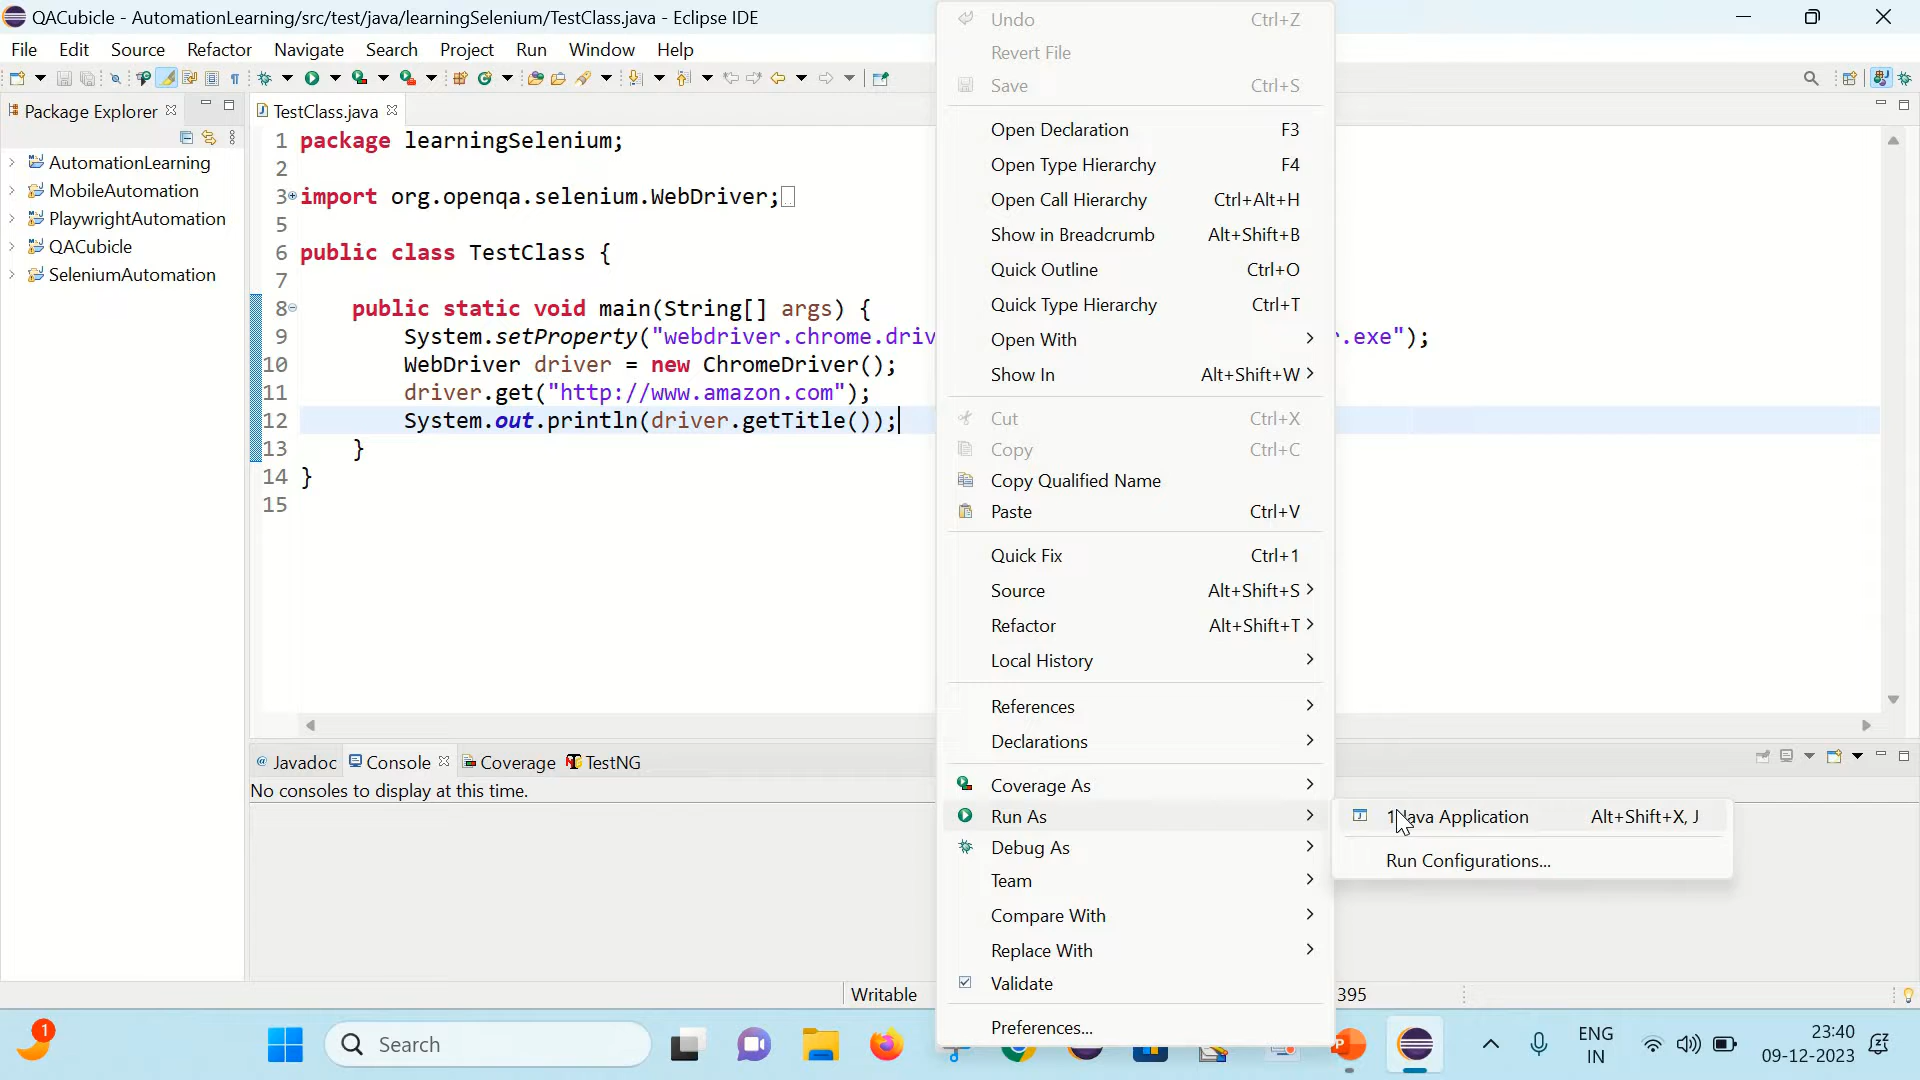 QACubicle - AutomationLearning/src/test/java/learningSelenium/TestClass.java - Eclipse IDE
File Edit Source Refactor Navigate Search Project Run Window Help
Package Explorer
AutomationLearning
MobileAutomation
PlaywrightAutomation
QACubicle
SeleniumAutomation
TestClass.java
1 package learningSelenium;
2
3 import org.openqa.selenium.WebDriver;
5
6 public class TestClass {
7
8 public static void main(String[] args) {
9 System.setProperty("webdriver.chrome.driv r.exe");
10 WebDriver driver = new ChromeDriver();
11 driver.get("http://www.amazon.com");
12 System.out.println(driver.getTitle());
13 }
14 }
15
Undo Ctrl+Z
Revert File
Save Ctrl+S
Open Declaration F3
Open Type Hierarchy F4
Open Call Hierarchy Ctrl+Alt+H
Show in Breadcrumb Alt+Shift+B
Quick Outline Ctrl+O
Quick Type Hierarchy Ctrl+T
Open With
Show In Alt+Shift+W
Cut Ctrl+X
Copy Ctrl+C
Copy Qualified Name
Paste Ctrl+V
Quick Fix Ctrl+1
Source Alt+Shift+S
Refactor Alt+Shift+T
Local History
References
Declarations
Coverage As
Run As
Debug As
Team
Compare With
Replace With
Validate
Preferences...
1 Java Application Alt+Shift+X, J
Run Configurations...
Javadoc Console Coverage TestNG
No consoles to display at this time.
Writable 395
1
Search
ENG
IN
23:40
09-12-2023